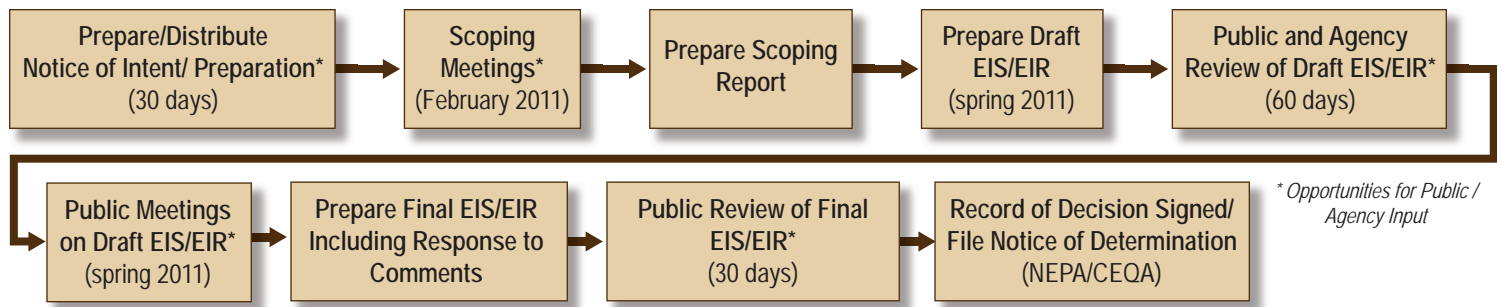 Prepare/Distribute
Notice of Intent/ Preparation*
(30 days)
Scoping
Meetings*
(February 2011)
Prepare Scoping
Report
Prepare Draft
EIS/EIR
(spring 2011)
Public and Agency
Review of Draft EIS/EIR*
(60 days)
Public Meetings
on Draft EIS/EIR*
(spring 2011)
Prepare Final EIS/EIR
Including Response to
Comments
Public Review of Final
EIS/EIR*
(30 days)
Record of Decision Signed/
File Notice of Determination
(NEPA/CEQA)
* Opportunities for Public /
Agency Input